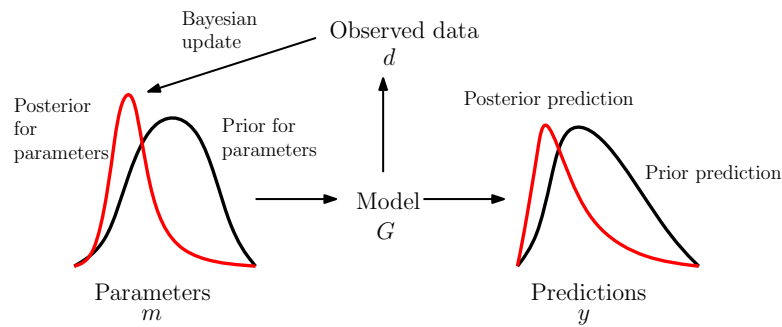 Bayesian
update
Observed data
d
Posterior
for
parameters
Prior for
parameters
Posterior prediction
Prior prediction
Model
G
Parameters
m
Predictions
y